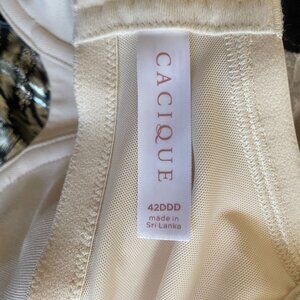 CACIQUE
42DDD
made in
Sri Lanka